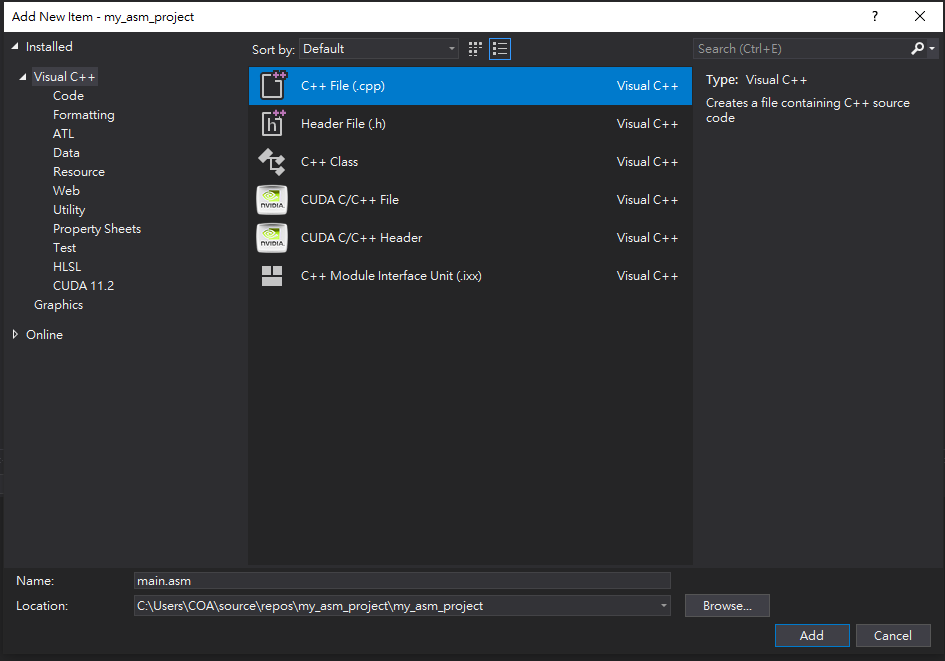 Add New Item - my_asm_project
? 
Installed
Visual C++
Code
Formatting
ATL
Data
Resource
Web
Utility
Property Sheets
Test
HLSL
CUDA 11.2
Graphics
Online
Sort by: Default
C++ File (.cpp) Visual C++
Header File (.h) Visual C++
C++ Class Visual C++
CUDA C/C++ File Visual C++
CUDA C/C++ Header Visual C++
C++ Module Interface Unit (.ixx) Visual C++
Search (Ctrl+E)
Type: Visual C++
Creates a file containing C++ source
code
Name: main.asm
Location: C:\Users\COA\source\repos\my_asm_project\my_asm_project
Browse...
Add Cancel